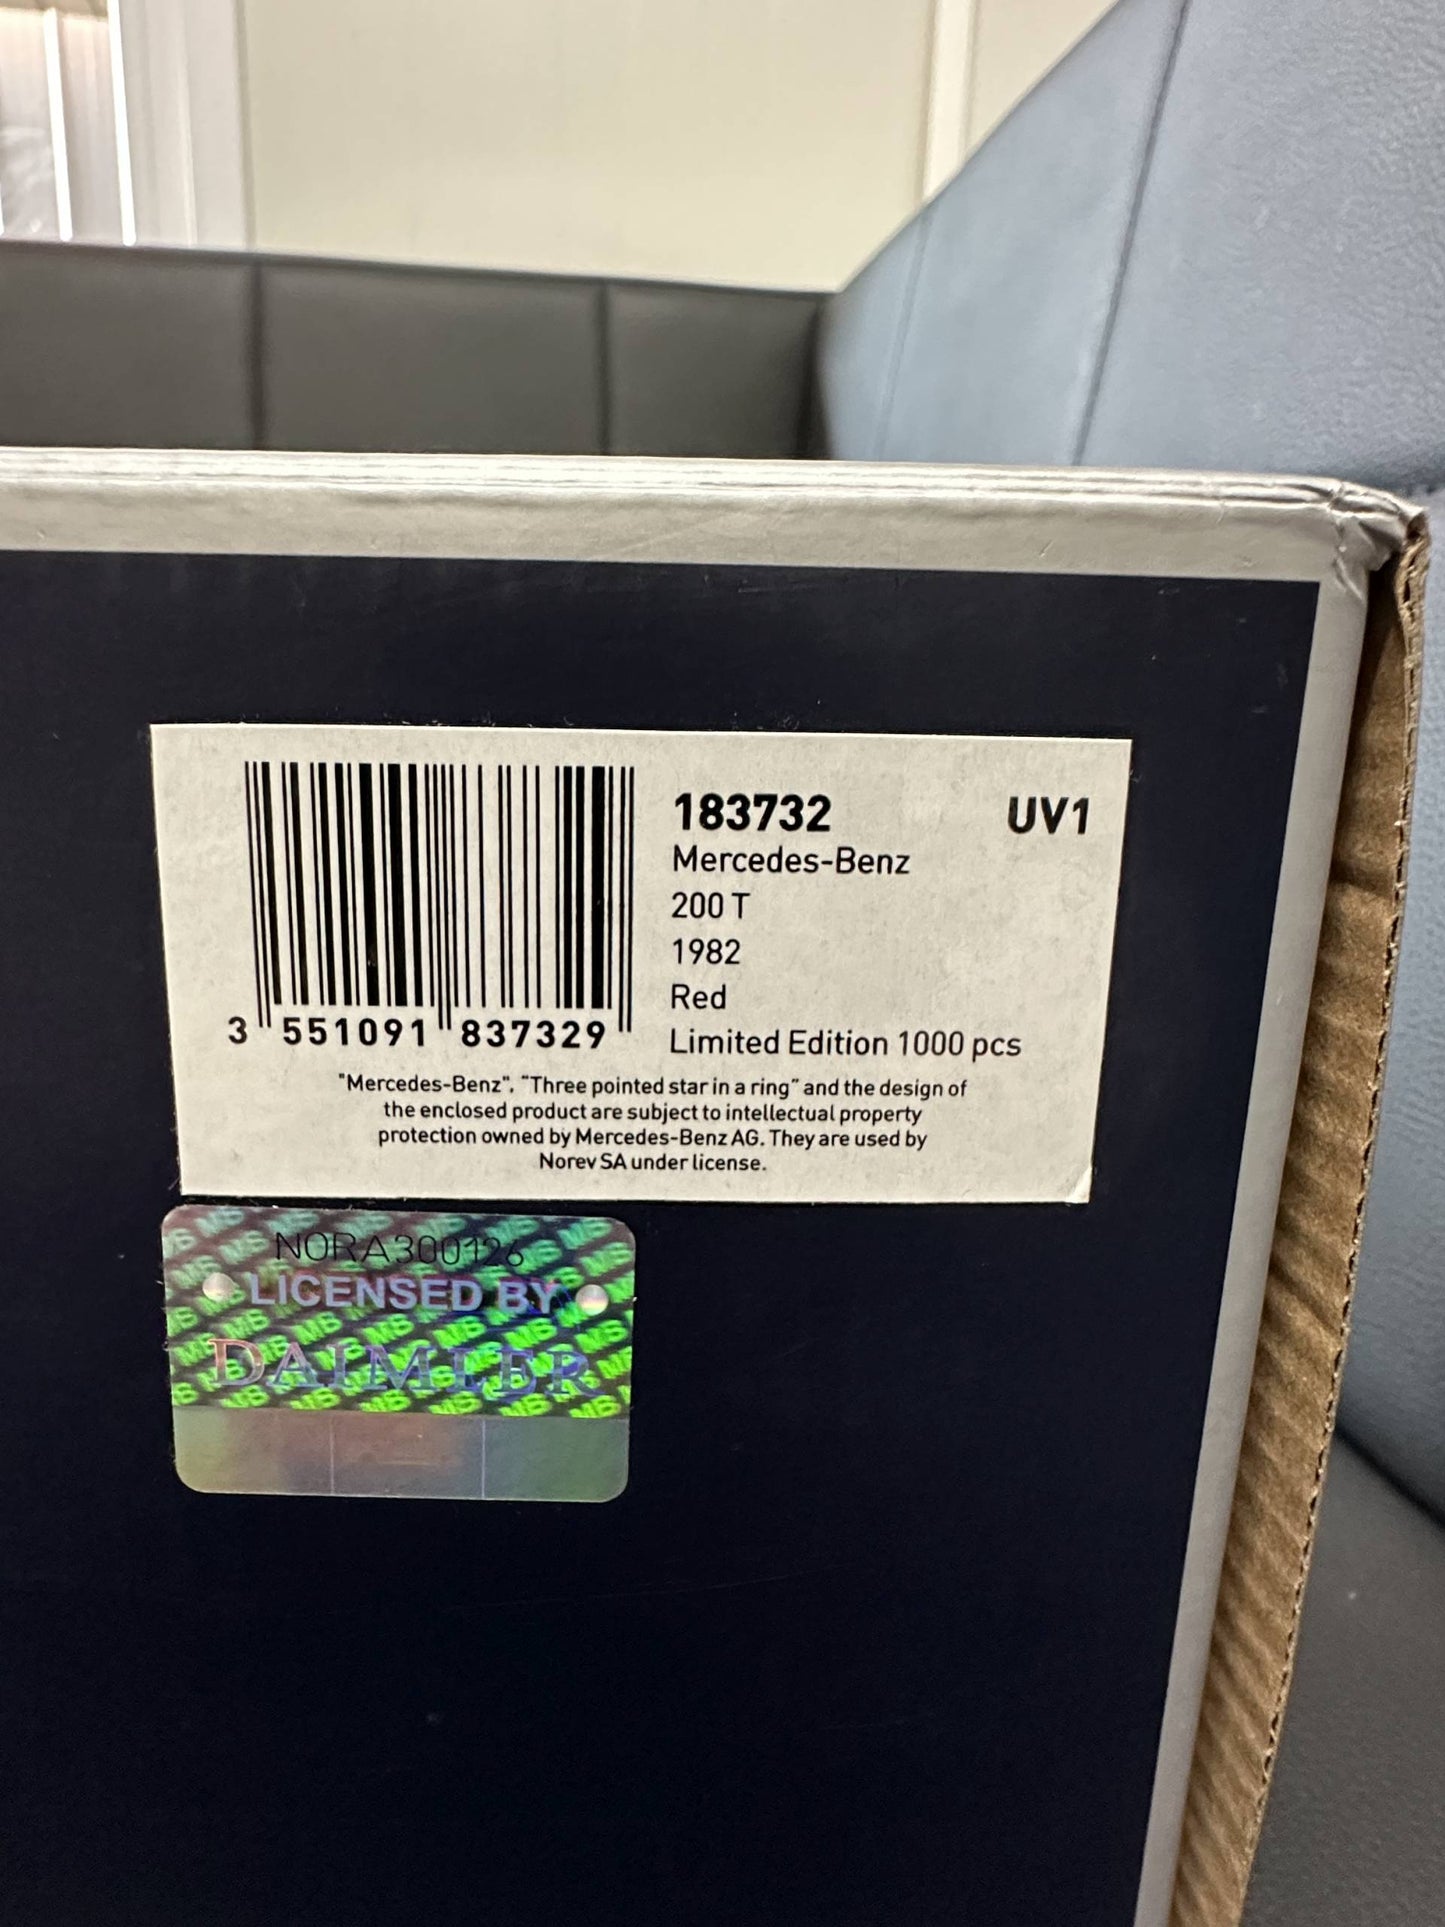 183732 UV1
Mercedes-Benz
200 T
1982
Red
Limited Edition 1000 pcs
3 551091 837329
"Mercedes-Benz", "Three pointed star in a ring" and the design of
the enclosed product are subject to intellectual property
protection owned by Mercedes-Benz AG. They are used by
Norev SA under license.
NORA300126
LICENSED BY
DAIMLER